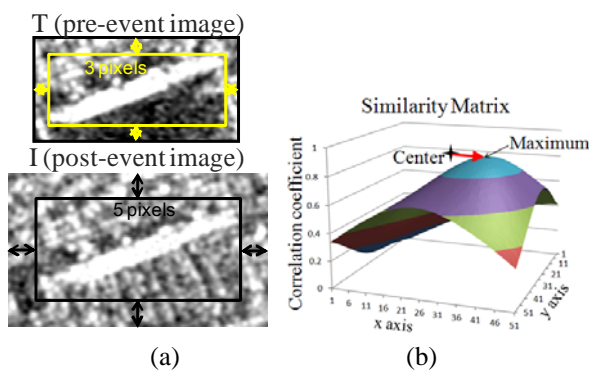 T (pre-event image)
3 pixels
I (post-event image)
5 pixels
(a)
Similarity Matrix
Center
Maximum
Correlation coefficient
1
0.8
0.6
0.4
0.2
0
1 6 11 16 21 26 31 36 41 46 51
x axis
1
11
21
31
41
51
y axis
(b)